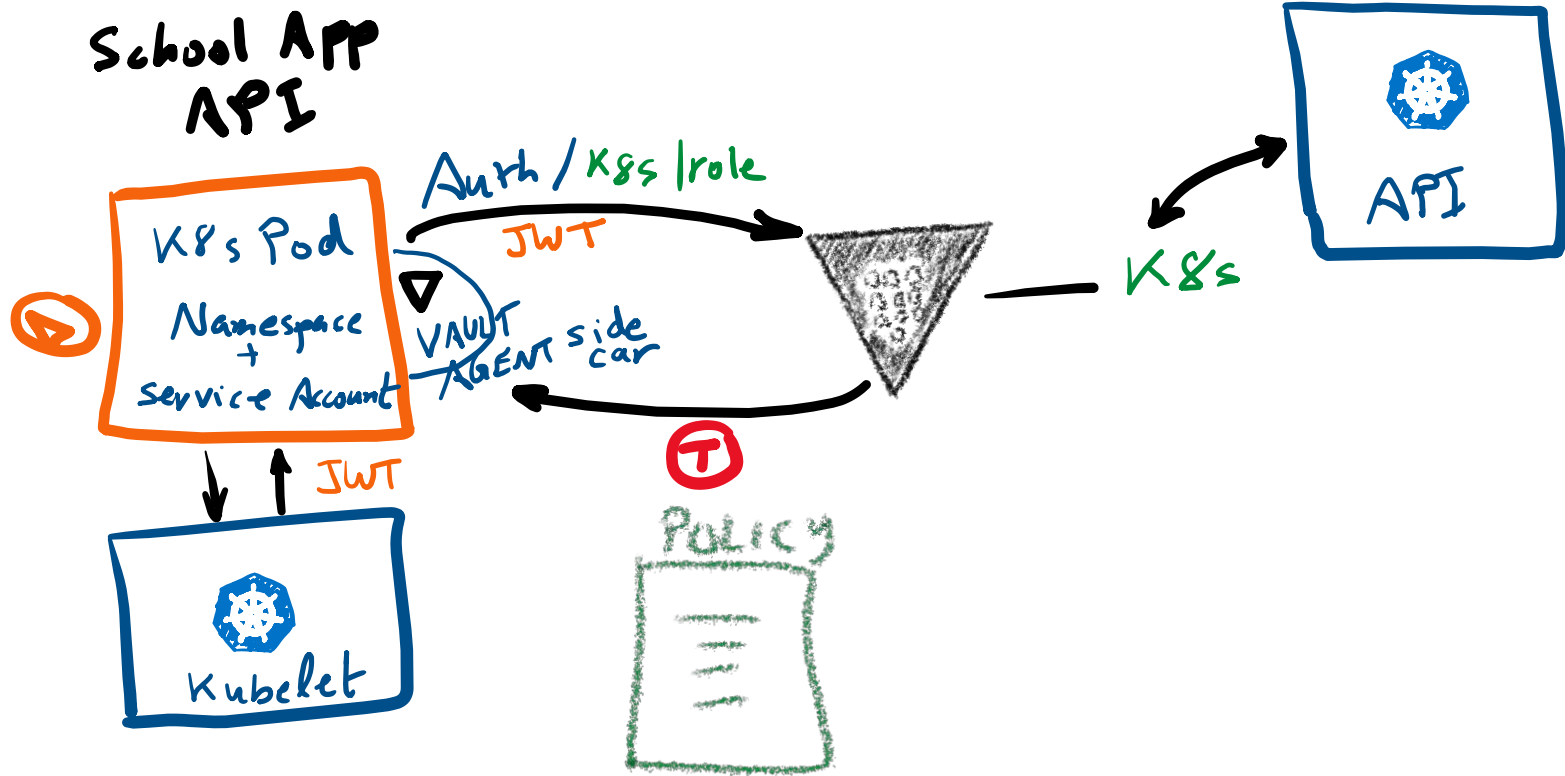 School App
API
Auth/K8s/role
JWT
K8s Pod
Namespace
+
Service Account
VAULT
AGENT side
car
K8s
API
T
JWT
Policy
Kubelet